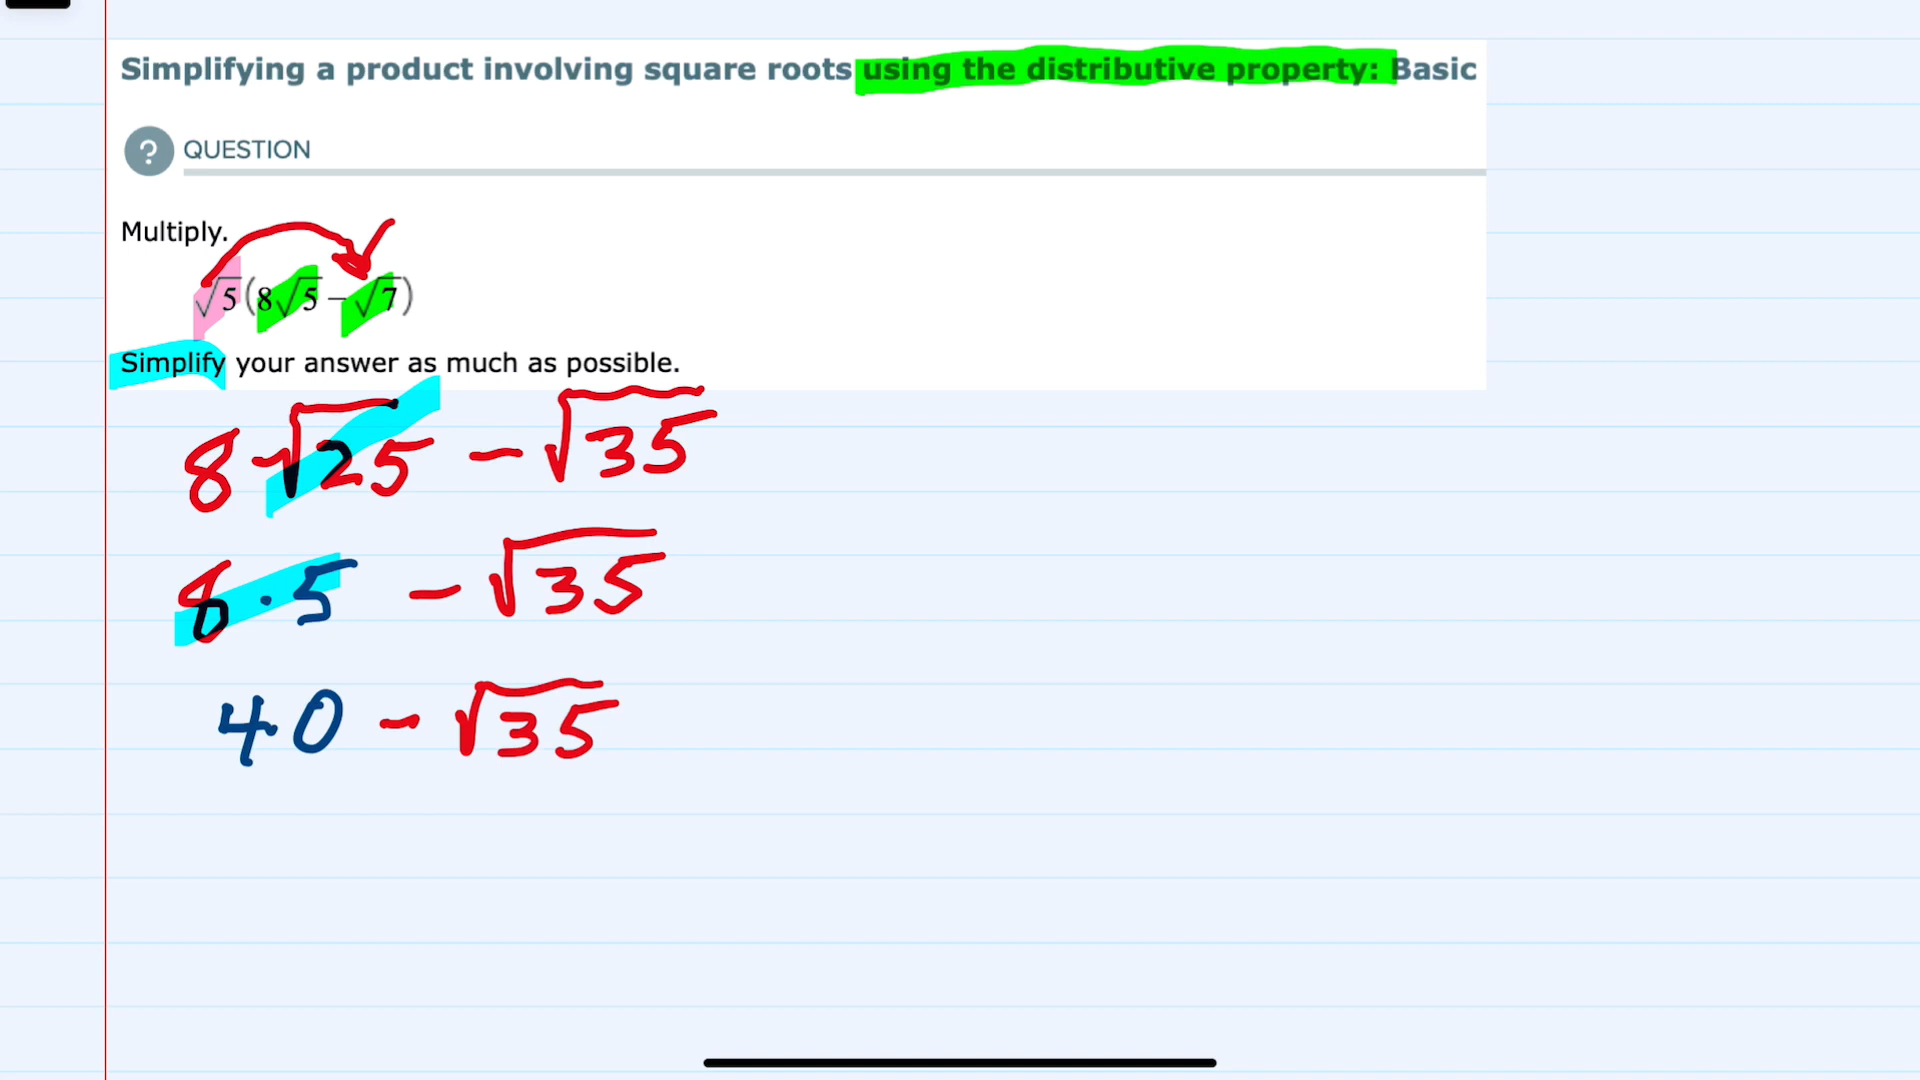 Simplifying a product involving square roots using the distributive property: Basic
? QUESTION
Multiply.
√5(8√5−√7)
Simplify your answer as much as possible.
8√25 − √35
8 · 5 − √35
40 − √35